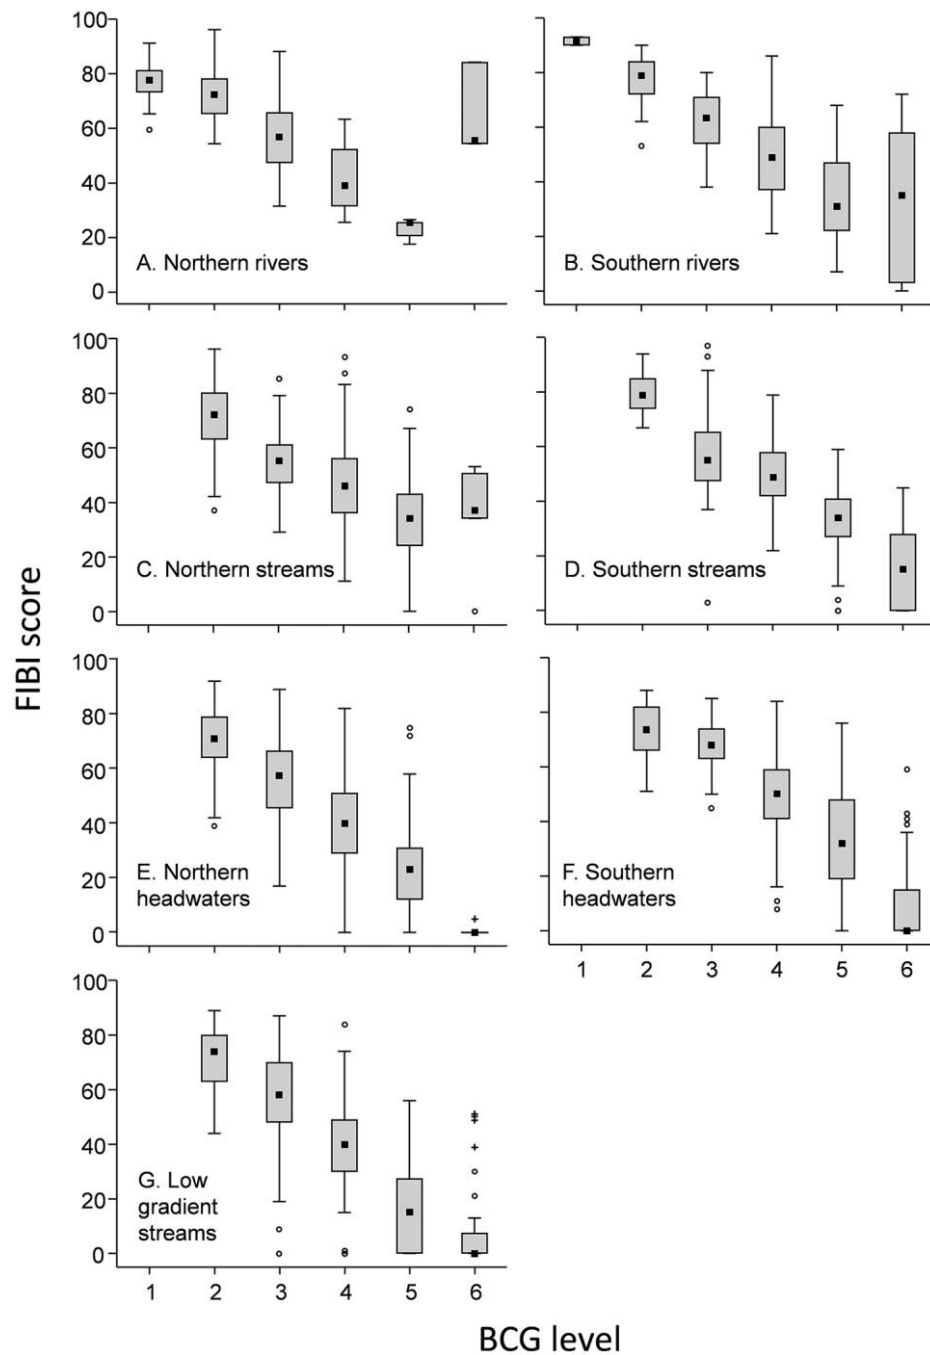 FIBI score
100
80
60
40
20
0
A. Northern rivers
B. Southern rivers
100
80
60
40
20
0
C. Northern streams
D. Southern streams
100
80
60
40
20
0
E. Northern
headwaters
F. Southern
headwaters
1 2 3 4 5 6
100
80
60
40
20
0
G. Low
gradient
streams
1 2 3 4 5 6
BCG level